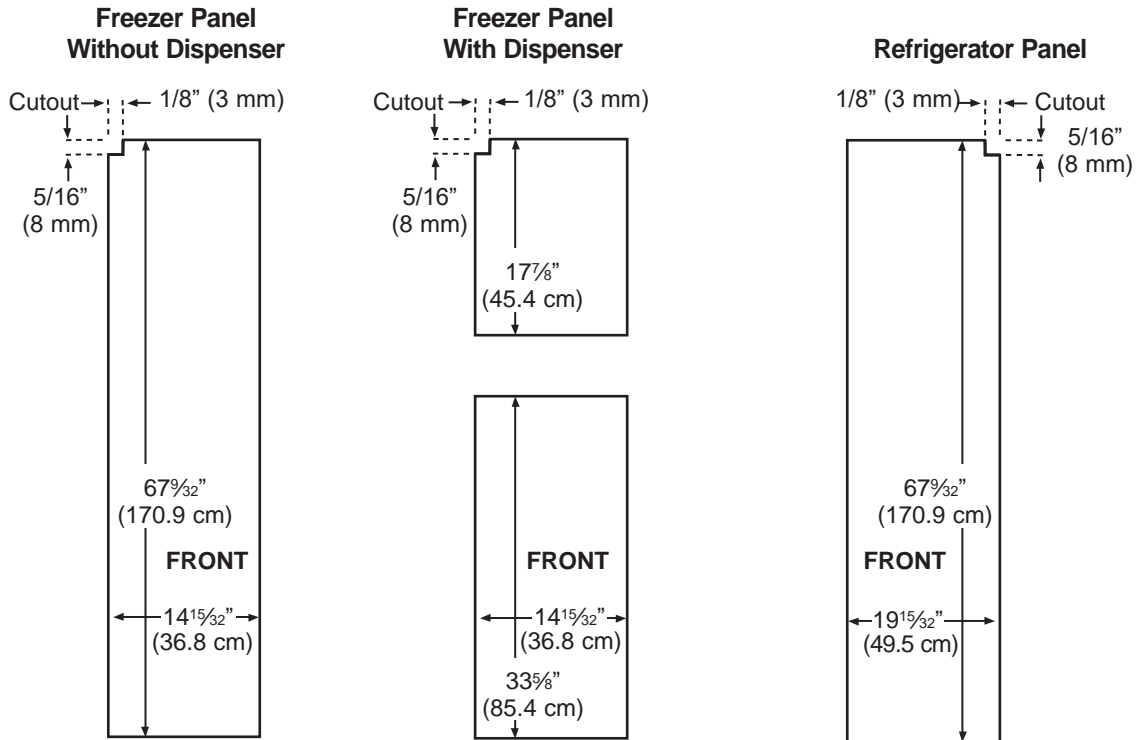 Freezer Panel
Without Dispenser
Cutout
1/8” (3 mm)
5/16”
(8 mm)
67⁹⁄₃₂”
(170.9 cm)
FRONT
14¹⁵⁄₃₂”
(36.8 cm)
Freezer Panel
With Dispenser
Cutout
1/8” (3 mm)
5/16”
(8 mm)
17⅞”
(45.4 cm)
FRONT
14¹⁵⁄₃₂”
(36.8 cm)
33⅝”
(85.4 cm)
Refrigerator Panel
1/8” (3 mm)
Cutout
5/16”
(8 mm)
67⁹⁄₃₂”
(170.9 cm)
FRONT
19¹⁵⁄₃₂”
(49.5 cm)